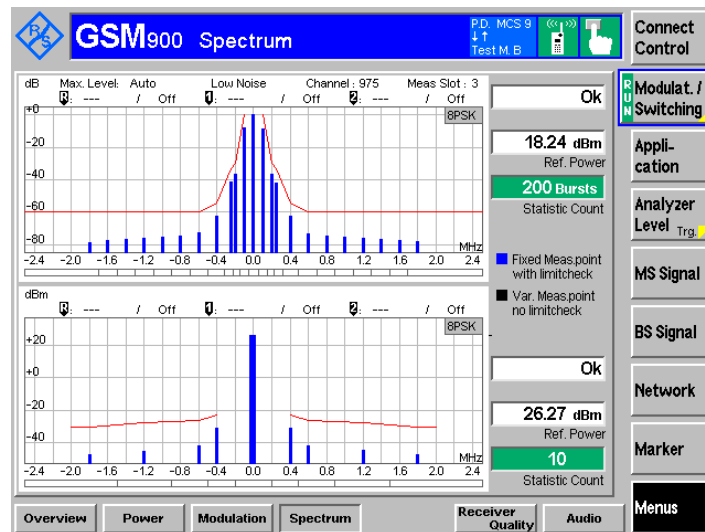 R&S
GSM900 Spectrum
P.D. MCS 9
↓↑
Test M. B
Connect
Control
dB Max. Level: Auto Low Noise Channel : 975 Meas Slot : 3
R: --- / Off 1: --- / Off 2: --- / Off
8PSK
+0
-20
-40
-60
-80
MHz
-2.4 -2.0 -1.6 -1.2 -0.8 -0.4 0.0 0.4 0.8 1.2 1.6 2.0 2.4
Ok
18.24 dBm
Ref. Power
200 Bursts
Statistic Count
Fixed Meas.point
with limitcheck
Var. Meas.point
no limitcheck
dBm
R: --- / Off 1: --- / Off 2: --- / Off
8PSK
+20
+0
-20
-40
MHz
-2.4 -2.0 -1.6 -1.2 -0.8 -0.4 0.0 0.4 0.8 1.2 1.6 2.0 2.4
Ok
26.27 dBm
Ref. Power
10
Statistic Count
RUN
Modulat. /
Switching
Appli-
cation
Analyzer
Level Trg.
MS Signal
BS Signal
Network
Marker
Menus
Overview Power Modulation Spectrum Receiver Quality Audio